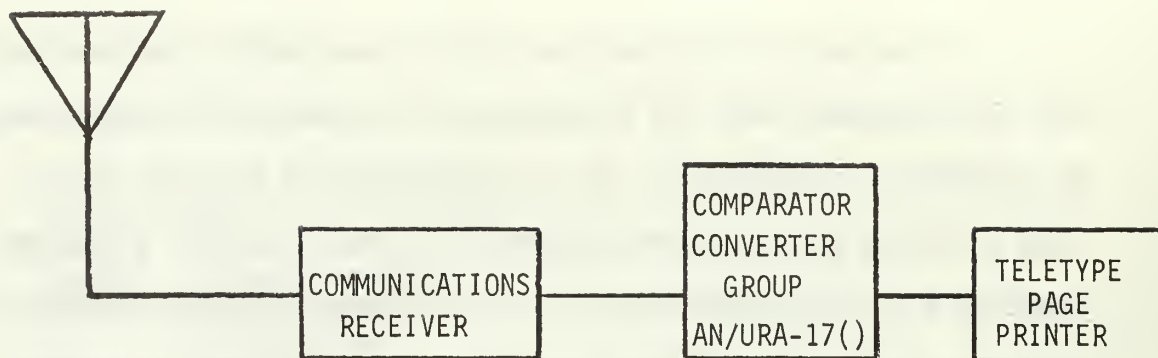 COMMUNICATIONS
RECEIVER
COMPARATOR
CONVERTER
GROUP
AN/URA-17()
TELETYPE
PAGE
PRINTER